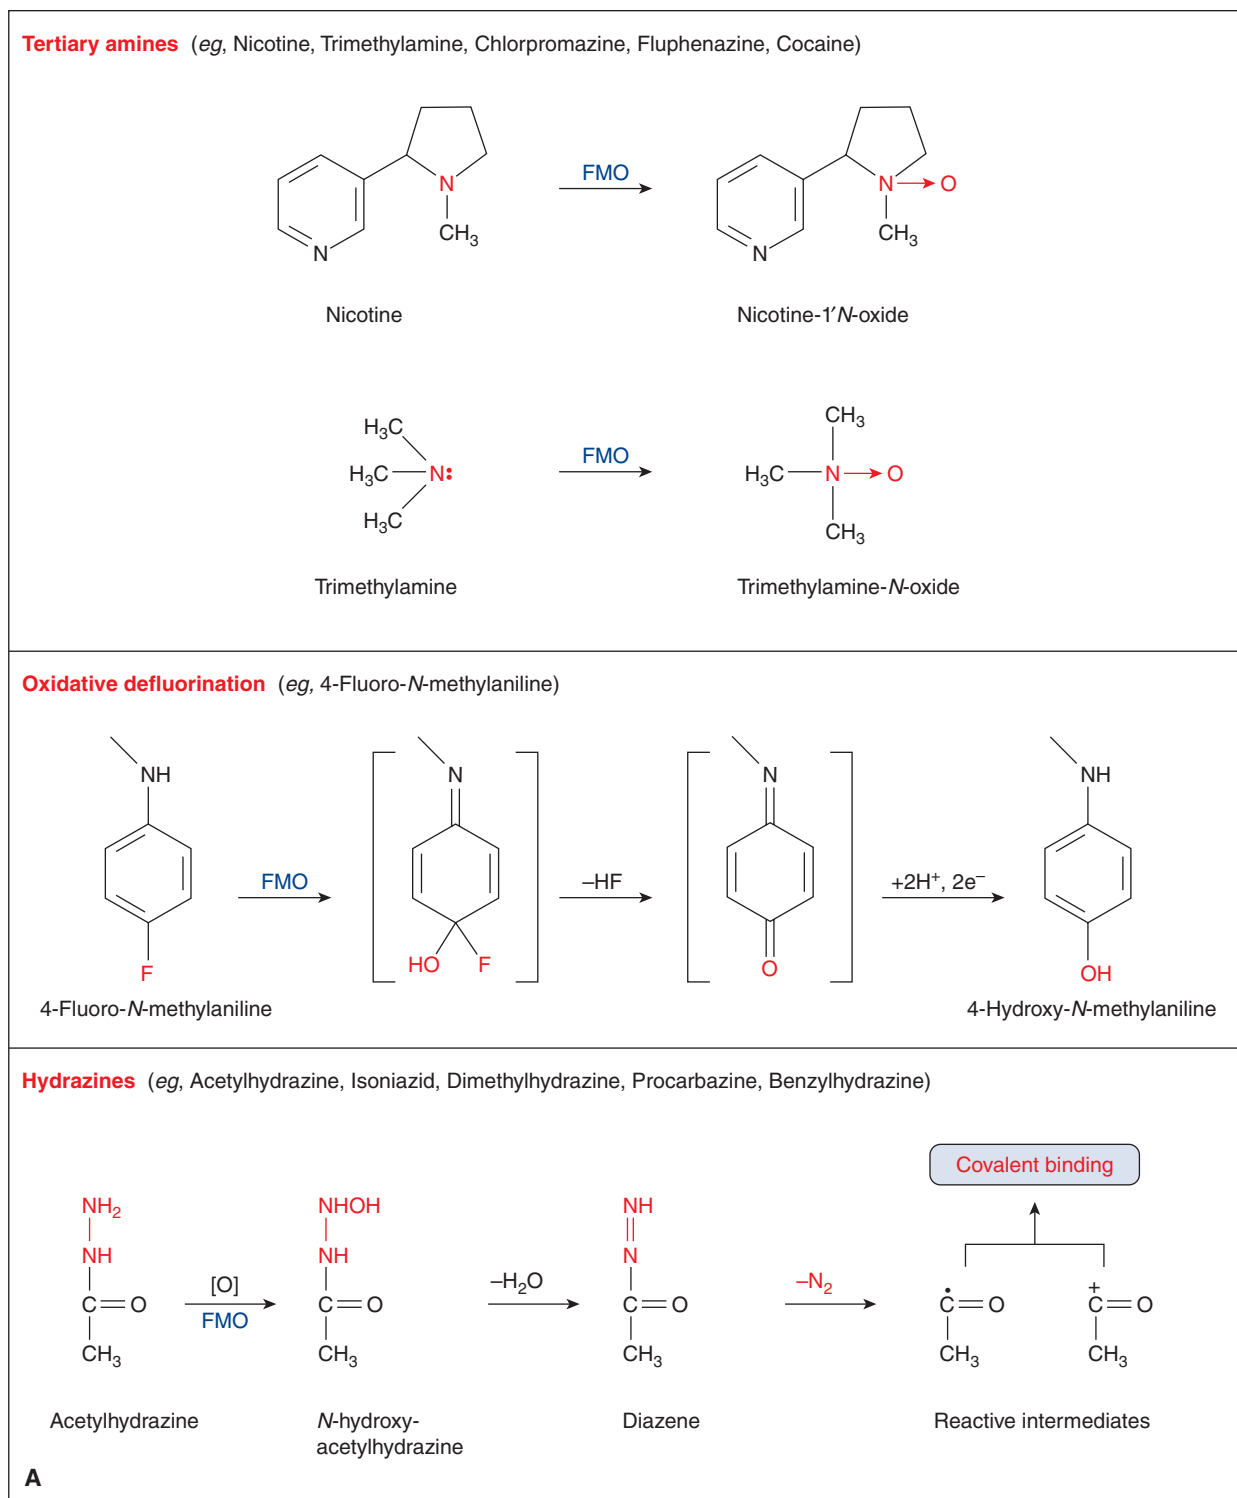 Tertiary amines (eg, Nicotine, Trimethylamine, Chlorpromazine, Fluphenazine, Cocaine)
N
CH3
N
FMO
N → O
CH3
N
Nicotine
Nicotine-1′N-oxide
H3C
H3C
N:
H3C
FMO
CH3
H3C
N → O
CH3
Trimethylamine
Trimethylamine-N-oxide
Oxidative defluorination (eg, 4-Fluoro-N-methylaniline)
NH
N
N
NH
FMO
–HF
+2H+, 2e–
F
HO F
O
OH
4-Fluoro-N-methylaniline
4-Hydroxy-N-methylaniline
Hydrazines (eg, Acetylhydrazine, Isoniazid, Dimethylhydrazine, Procarbazine, Benzylhydrazine)
Covalent binding
NH2
NH
C=O
CH3
[O]
FMO
NHOH
NH
C=O
CH3
–H2O
NH
N
C=O
CH3
–N2
•
C=O
CH3
+
C=O
CH3
Acetylhydrazine
N-hydroxy-
acetylhydrazine
Diazene
Reactive intermediates
A